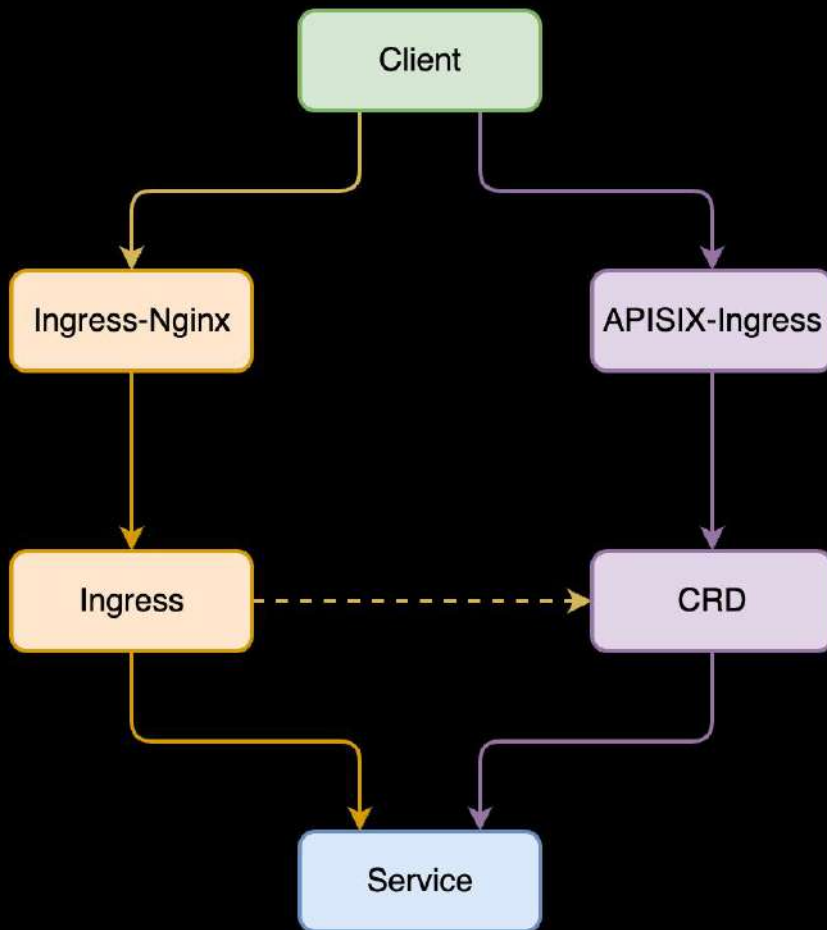 Client
Ingress-Nginx
APISIX-Ingress
Ingress
CRD
Service